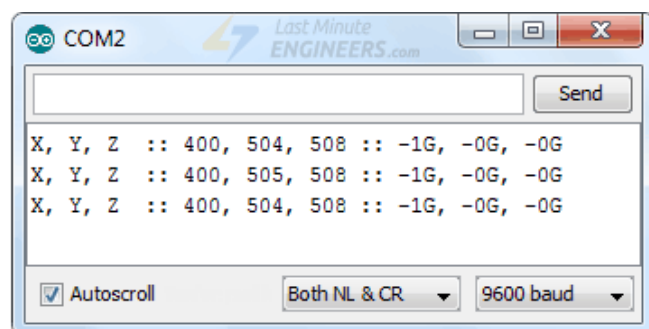 COM2
Last Minute
ENGINEERS.com
Send
X, Y, Z :: 400, 504, 508 :: -1G, -0G, -0G
X, Y, Z :: 400, 505, 508 :: -1G, -0G, -0G
X, Y, Z :: 400, 504, 508 :: -1G, -0G, -0G
Autoscroll
Both NL & CR
9600 baud